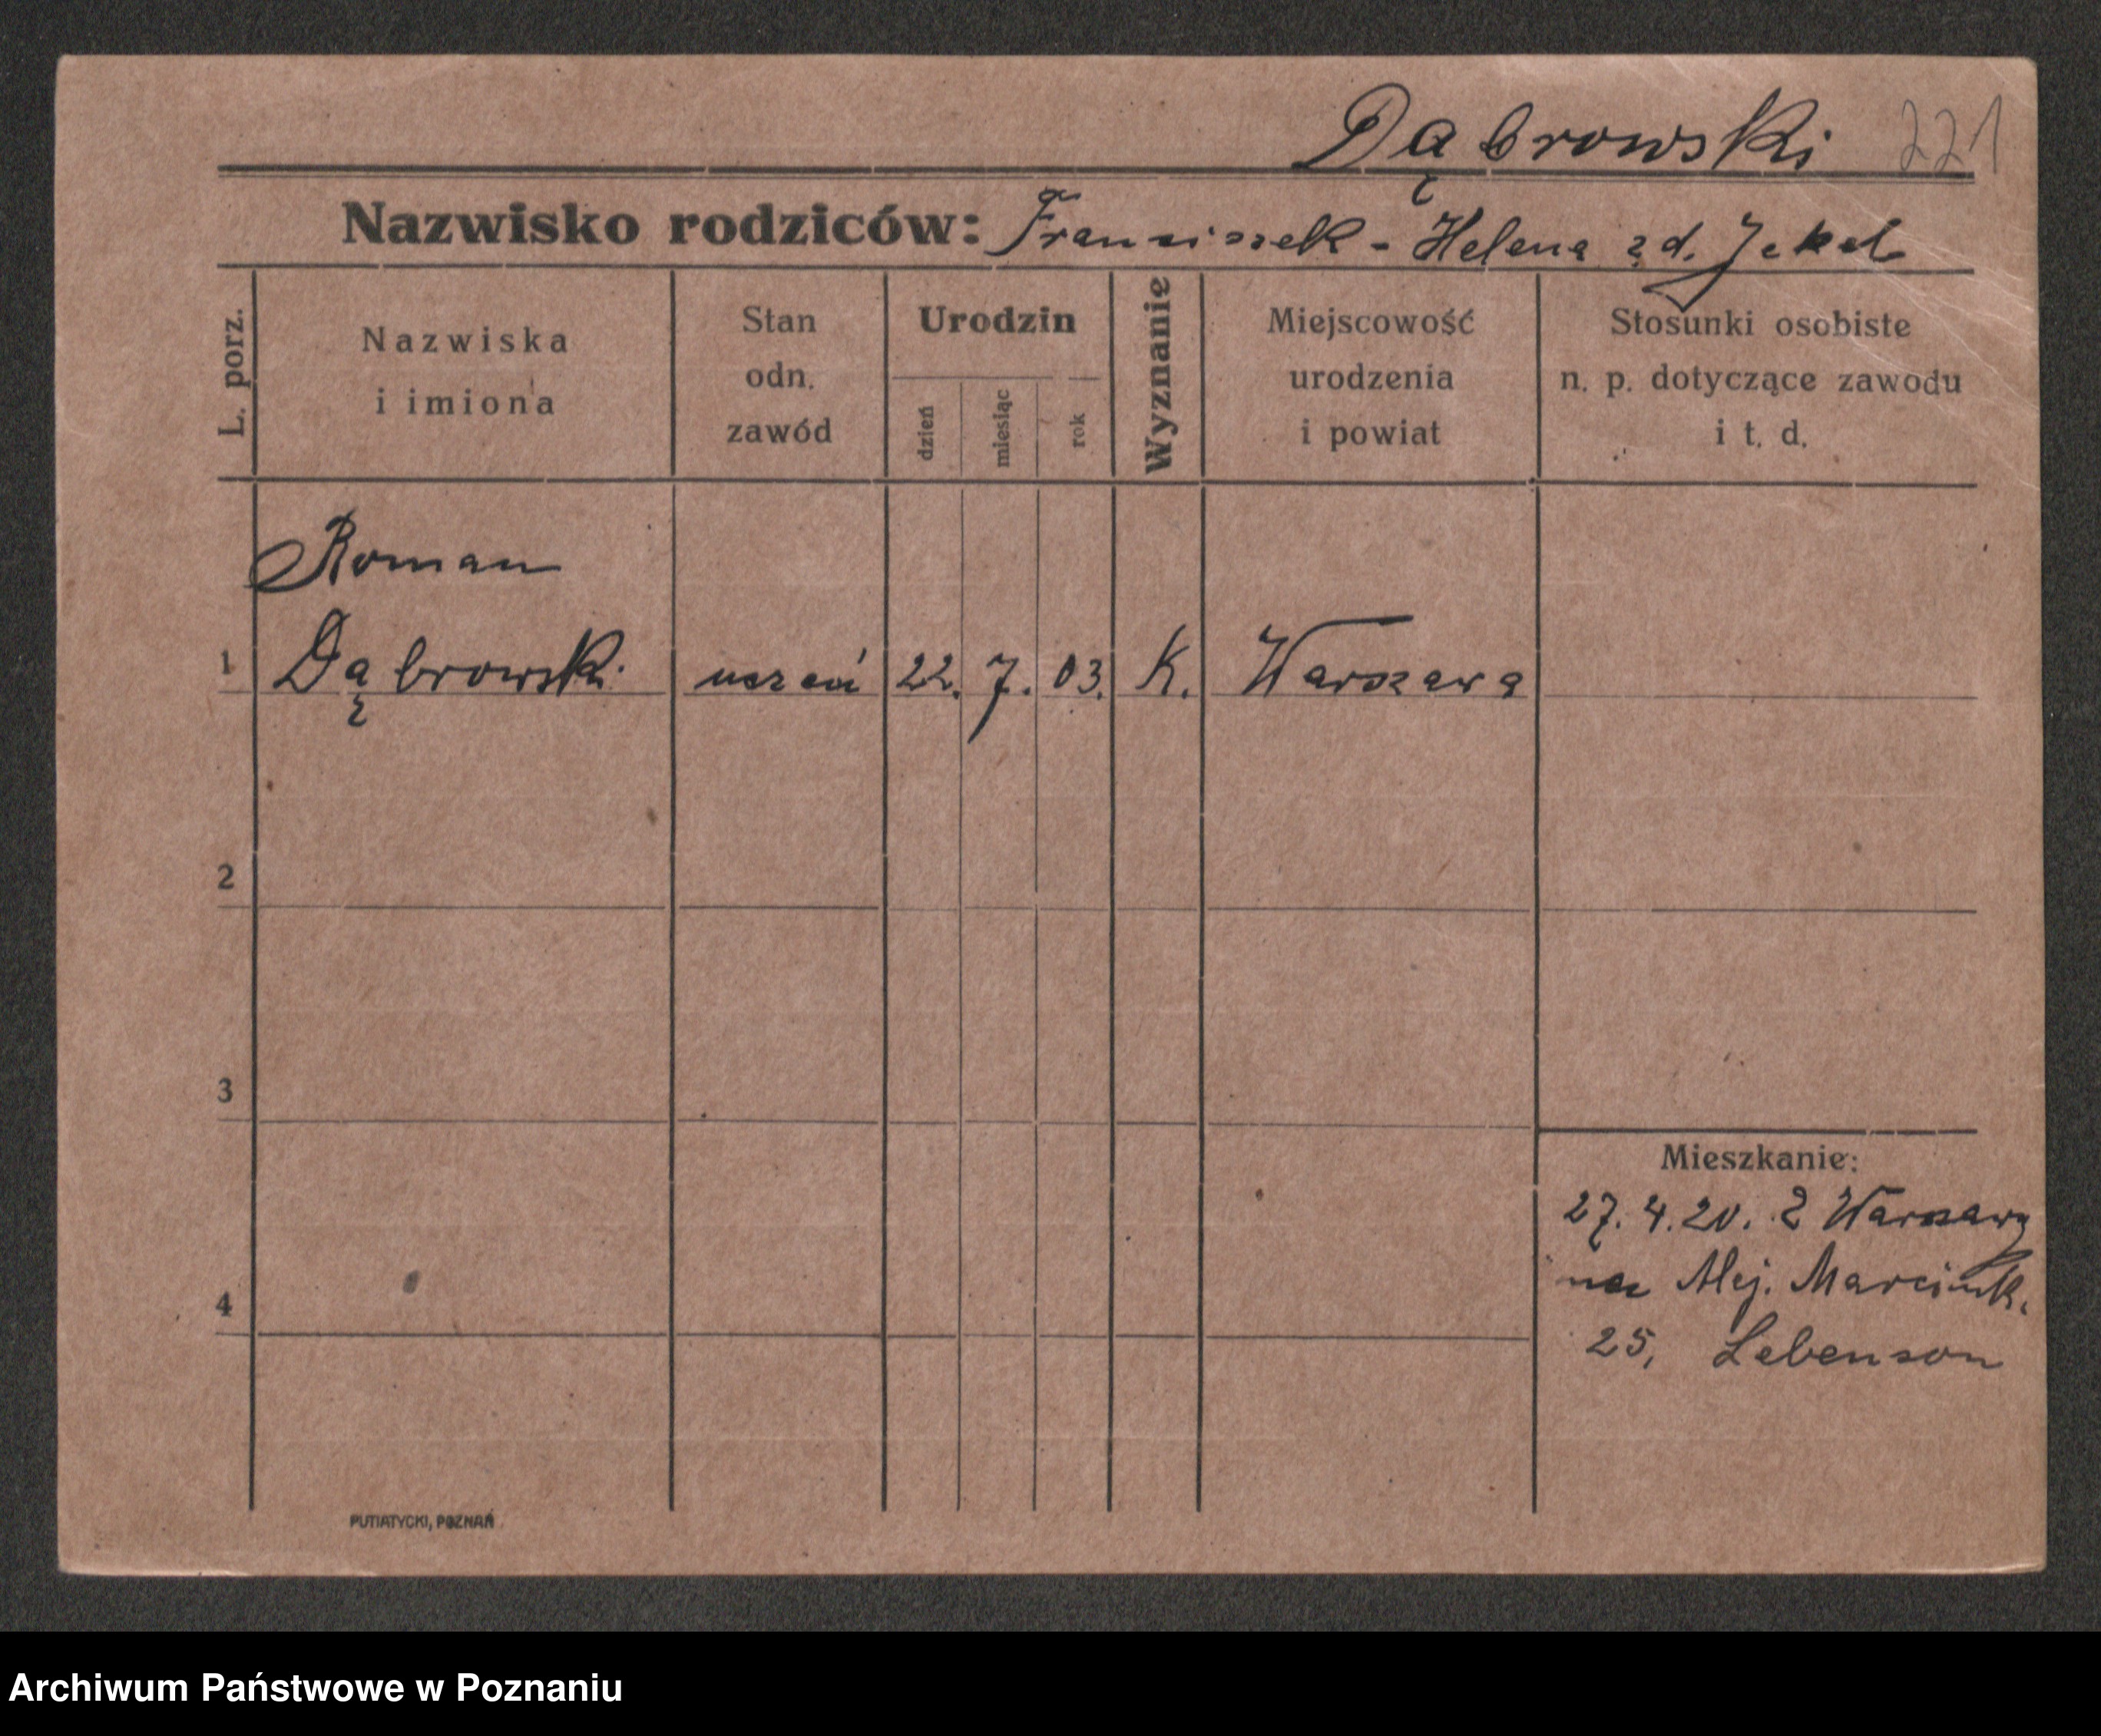 Dąbrowski 221
Nazwisko rodziców: Franciszek - Helena zd. Jekel
L. porz.
Nazwiska
i imiona
Stan
odn.
zawód
Urodzin
dzień
miesiąc
rok
Wyznanie
Miejscowość
urodzenia
i powiat
Stosunki osobiste
n. p. dotyczące zawodu
i t. d.
Roman
1 Dąbrowski uczeń 22. 7. 03. K. Warszawa
2
3
4
Mieszkanie:
27. 4. 20. z Warszawy
na Alej. Marcink.
25, Lebenson
PUTIATYCKI, POZNAŃ
Archiwum Państwowe w Poznaniu